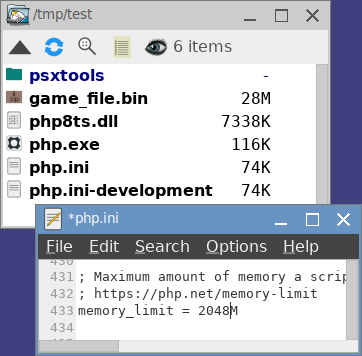 /tmp/test
6 items
psxtools -
game_file.bin 28M
php8ts.dll 7338K
php.exe 116K
php.ini 74K
php.ini-development 74K
*php.ini
File Edit Search Options Help
430
431 ; Maximum amount of memory a scrip
432 ; https://php.net/memory-limit
433 memory_limit = 2048M
434